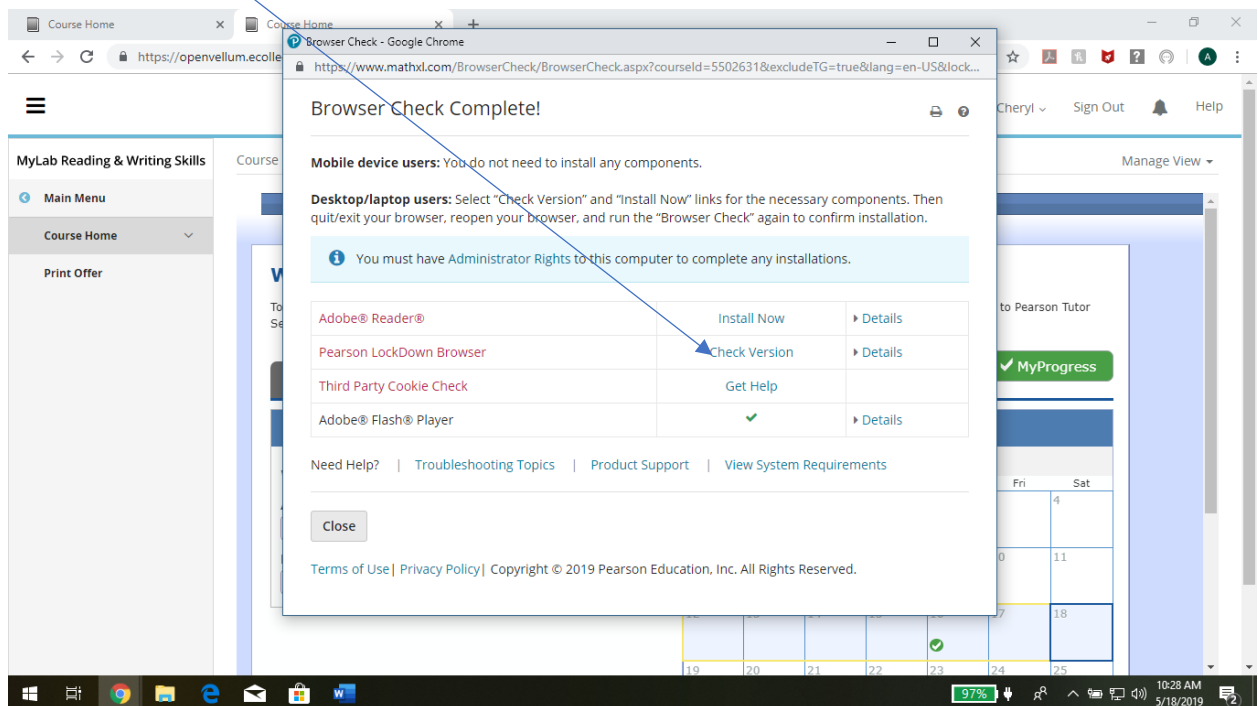 Course Home
Course Home
Browser Check - Google Chrome
https://openvellum.ecolle
https://www.mathxl.com/BrowserCheck/BrowserCheck.aspx?courseId=5502631&excludeTG=true&lang=en-US&lock...
Browser Check Complete!
Cheryl
Sign Out
Help
MyLab Reading & Writing Skills
Course
Manage View
Main Menu
Course Home
Print Offer
Mobile device users: You do not need to install any components.
Desktop/laptop users: Select “Check Version” and “Install Now” links for the necessary components. Then
quit/exit your browser, reopen your browser, and run the “Browser Check” again to confirm installation.
You must have Administrator Rights to this computer to complete any installations.
Adobe® Reader® Install Now Details
Pearson LockDown Browser Check Version Details
Third Party Cookie Check Get Help
Adobe® Flash® Player Details
Need Help? | Troubleshooting Topics | Product Support | View System Requirements
Close
Terms of Use| Privacy Policy| Copyright © 2019 Pearson Education, Inc. All Rights Reserved.
W
To
Se
to Pearson Tutor
MyProgress
Fri Sat
4
11
18
19 20 21 22 23 24 25
97%
10:28 AM
5/18/2019